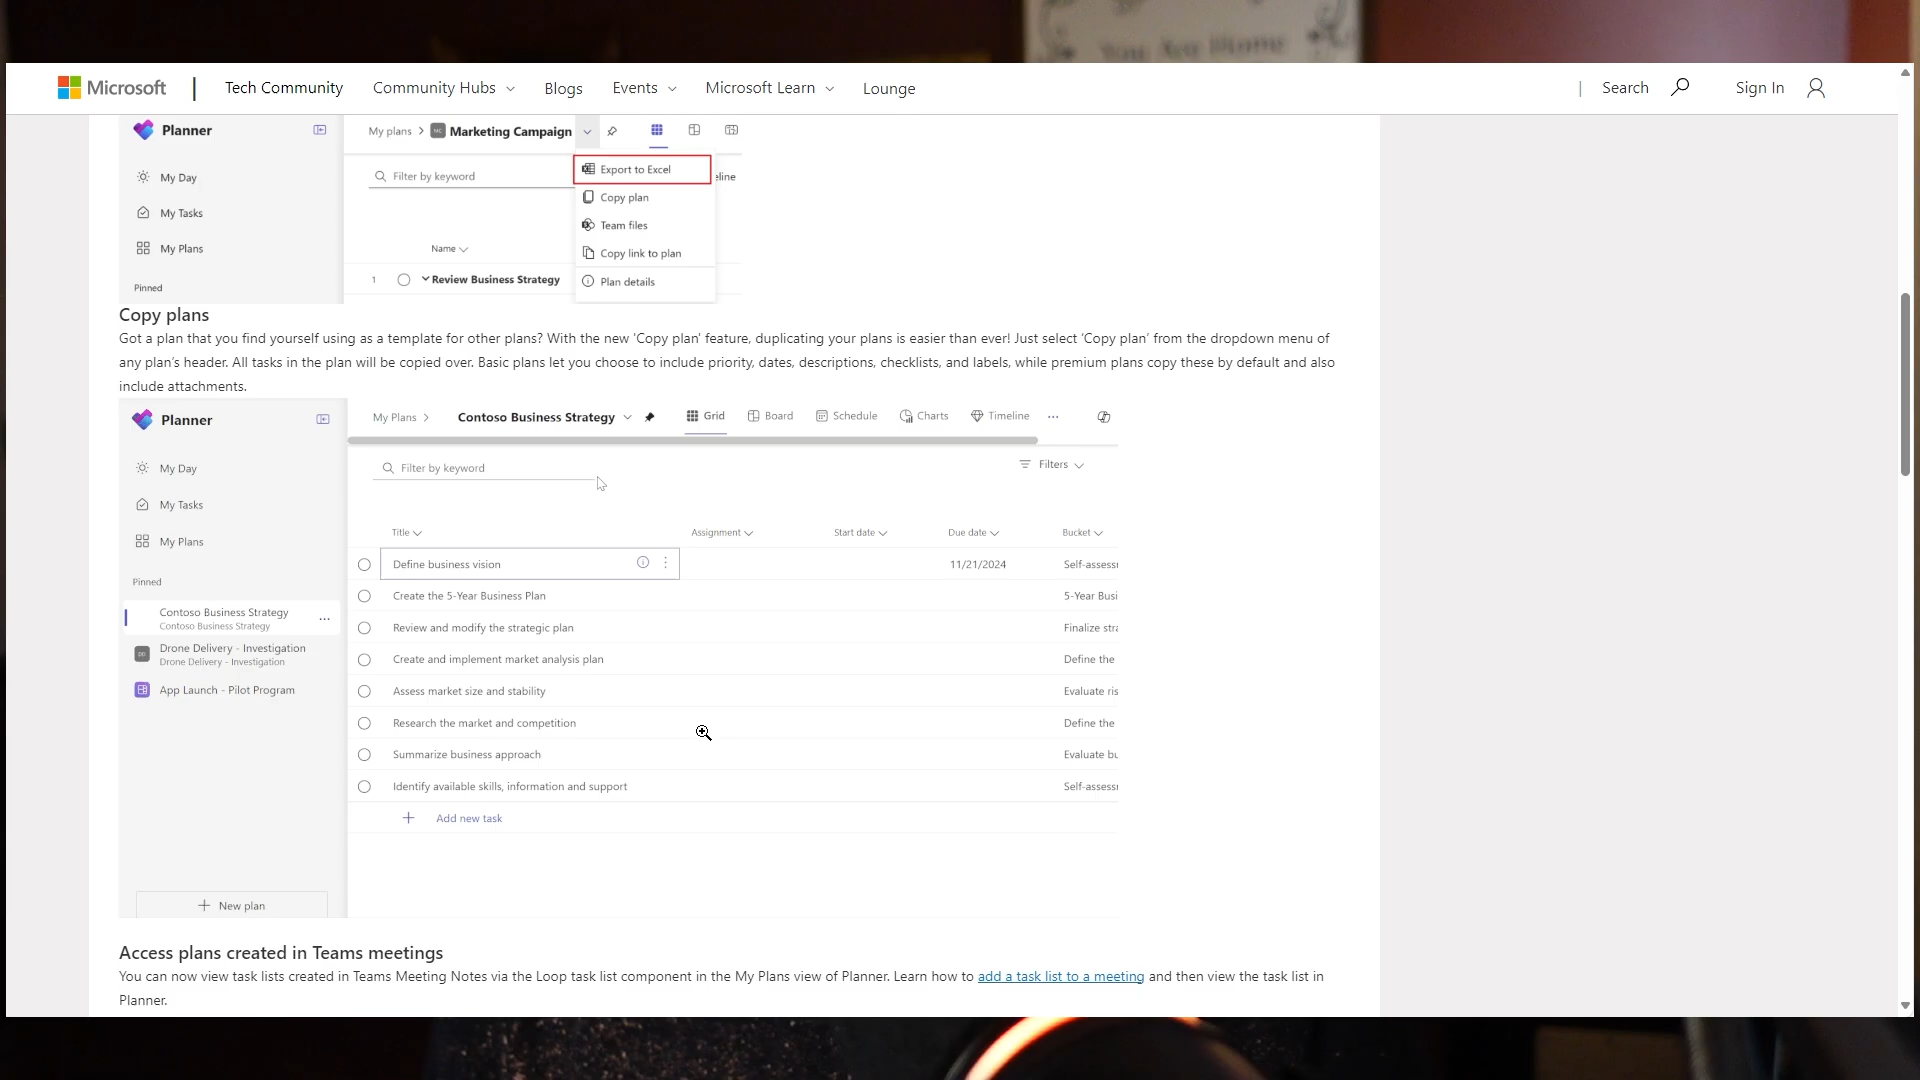 You Are Home
Microsoft
Tech Community
Community Hubs
Blogs
Events
Microsoft Learn
Lounge
Search
Sign In
Planner
My Day
My Tasks
My Plans
Pinned
My plans > Marketing Campaign
Filter by keyword
eline
Export to Excel
Copy plan
Team files
Copy link to plan
Plan details
Name
1 Review Business Strategy
Copy plans
Got a plan that you find yourself using as a template for other plans? With the new 'Copy plan' feature, duplicating your plans is easier than ever! Just select 'Copy plan' from the dropdown menu of
any plan's header. All tasks in the plan will be copied over. Basic plans let you choose to include priority, dates, descriptions, checklists, and labels, while premium plans copy these by default and also
include attachments.
Planner
My Day
My Tasks
My Plans
Pinned
Contoso Business Strategy
Contoso Business Strategy
Drone Delivery - Investigation
Drone Delivery - Investigation
App Launch - Pilot Program
New plan
My Plans > Contoso Business Strategy
Grid
Board
Schedule
Charts
Timeline
Filter by keyword
Filters
Title Assignment Start date Due date Bucket
Define business vision 11/21/2024 Self-assessm
Create the 5-Year Business Plan 5-Year Busi
Review and modify the strategic plan Finalize stra
Create and implement market analysis plan Define the
Assess market size and stability Evaluate ris
Research the market and competition Define the
Summarize business approach Evaluate bu
Identify available skills, information and support Self-assessm
Add new task
Access plans created in Teams meetings
You can now view task lists created in Teams Meeting Notes via the Loop task list component in the My Plans view of Planner. Learn how to add a task list to a meeting and then view the task list in
Planner.